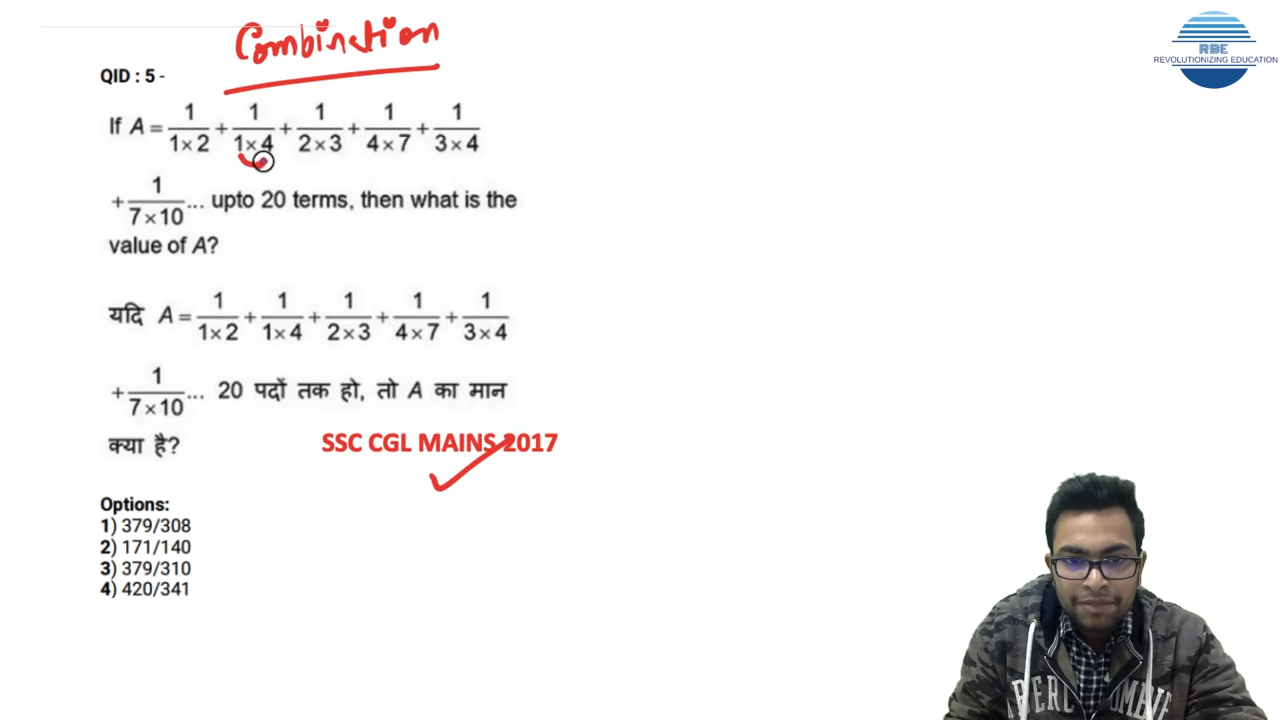 Combination
RBE
REVOLUTIONIZING EDUCATION
QID : 5 -
If A = 1/(1×2) + 1/(1×4) + 1/(2×3) + 1/(4×7) + 1/(3×4)
+ 1/(7×10) ... upto 20 terms, then what is the
value of A?
यदि A = 1/(1×2) + 1/(1×4) + 1/(2×3) + 1/(4×7) + 1/(3×4)
+ 1/(7×10) ... 20 पदों तक हो, तो A का मान
क्या है?
SSC CGL MAINS 2017
Options:
1) 379/308
2) 171/140
3) 379/310
4) 420/341